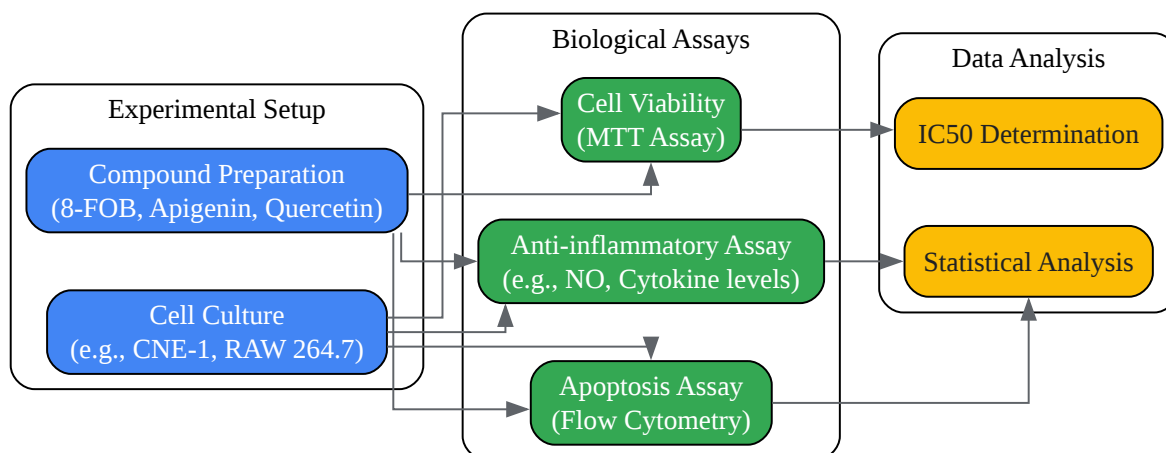 Experimental Setup
Compound Preparation
(8-FOB, Apigenin, Quercetin)
Cell Culture
(e.g., CNE-1, RAW 264.7)
Biological Assays
Cell Viability
(MTT Assay)
Anti-inflammatory Assay
(e.g., NO, Cytokine levels)
Apoptosis Assay
(Flow Cytometry)
Data Analysis
IC50 Determination
Statistical Analysis